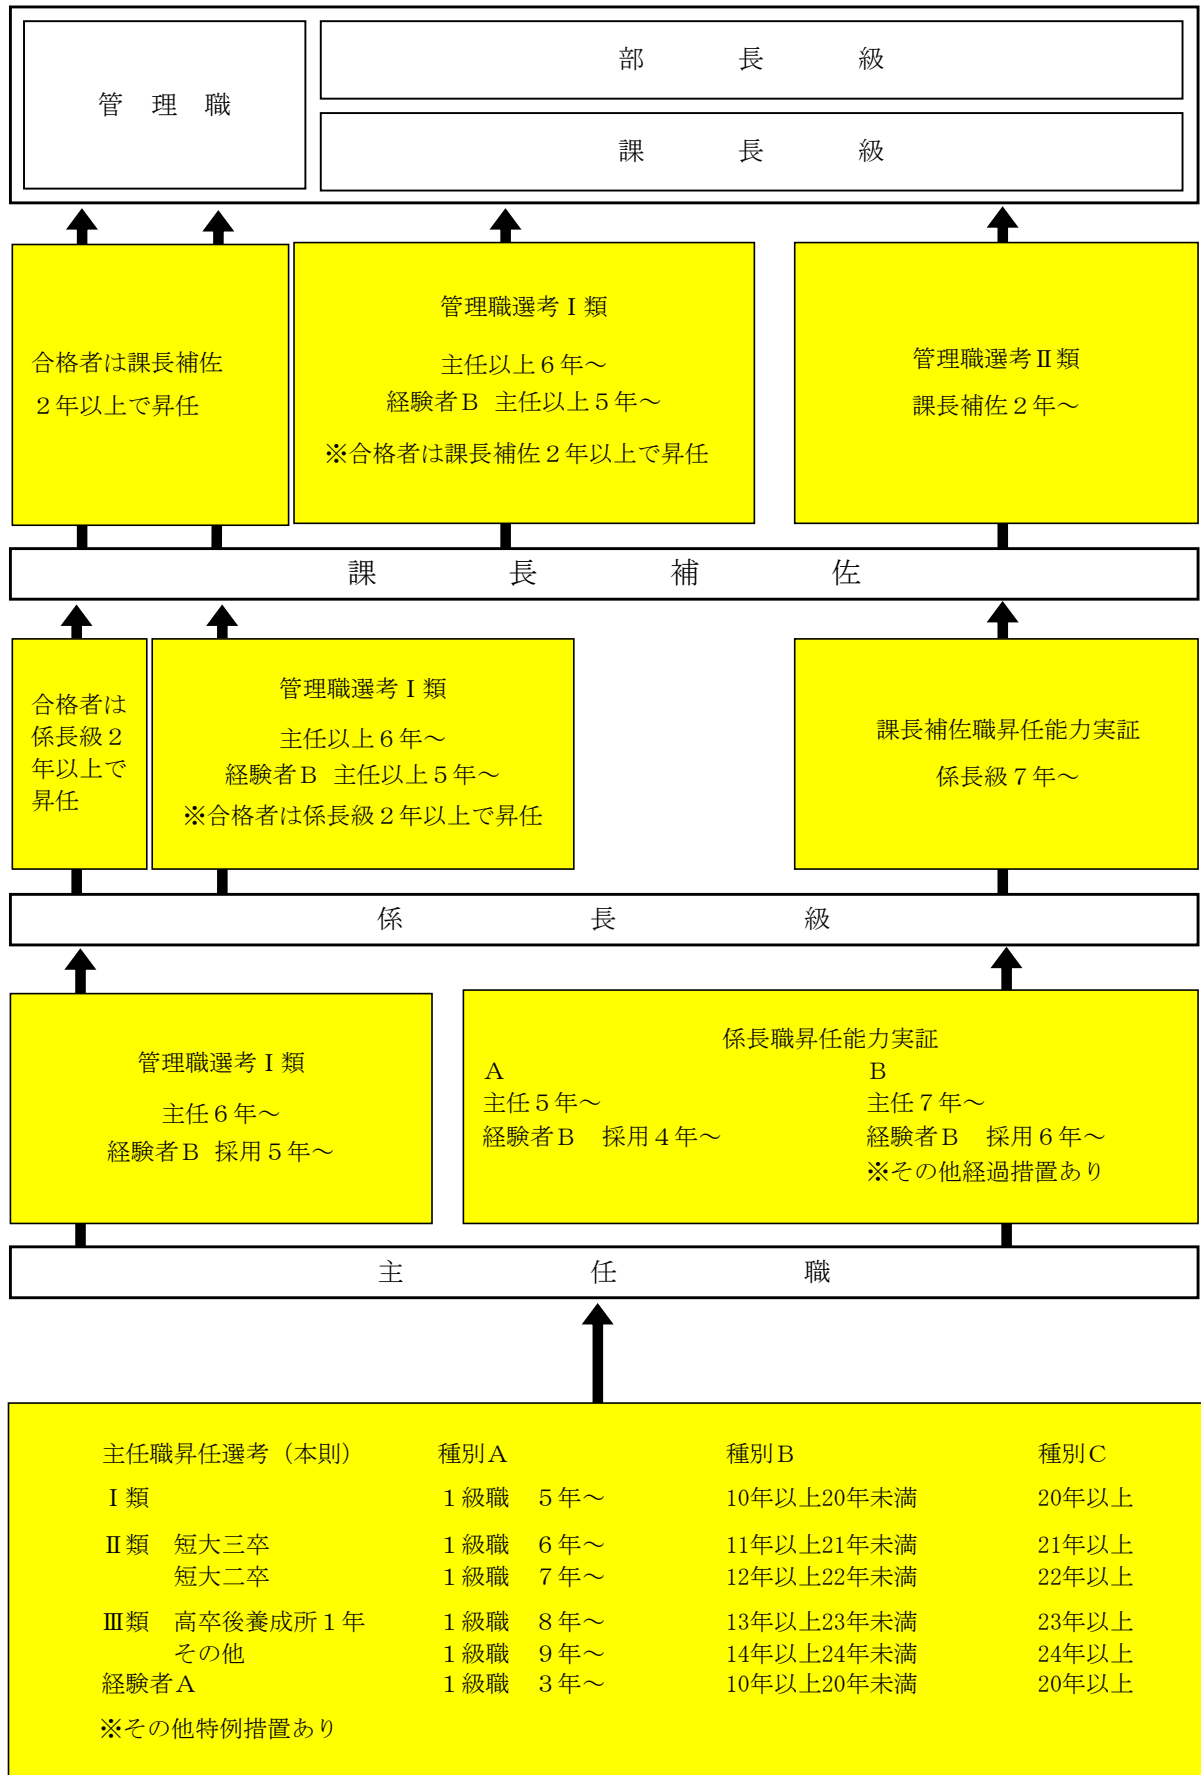 管理職
部長級
課長級
合格者は課長補佐
２年以上で昇任
管理職選考Ⅰ類
主任以上６年～
経験者Ｂ 主任以上５年～
※合格者は課長補佐２年以上で昇任
管理職選考Ⅱ類
課長補佐２年～
課長補佐
合格者は
係長級２
年以上で
昇任
管理職選考Ⅰ類
主任以上６年～
経験者Ｂ 主任以上５年～
※合格者は係長級２年以上で昇任
課長補佐職昇任能力実証
係長級７年～
係長級
管理職選考Ⅰ類
主任６年～
経験者Ｂ 採用５年～
係長職昇任能力実証
Ａ
主任５年～
経験者Ｂ 採用４年～
Ｂ
主任７年～
経験者Ｂ 採用６年～
※その他経過措置あり
主任職
主任職昇任選考（本則） 種別Ａ 種別Ｂ 種別Ｃ
Ⅰ類 １級職 ５年～ 10年以上20年未満 20年以上
Ⅱ類 短大三卒 １級職 ６年～ 11年以上21年未満 21年以上
短大二卒 １級職 ７年～ 12年以上22年未満 22年以上
Ⅲ類 高卒後養成所１年 １級職 ８年～ 13年以上23年未満 23年以上
その他 １級職 ９年～ 14年以上24年未満 24年以上
経験者Ａ １級職 ３年～ 10年以上20年未満 20年以上
※その他特例措置あり